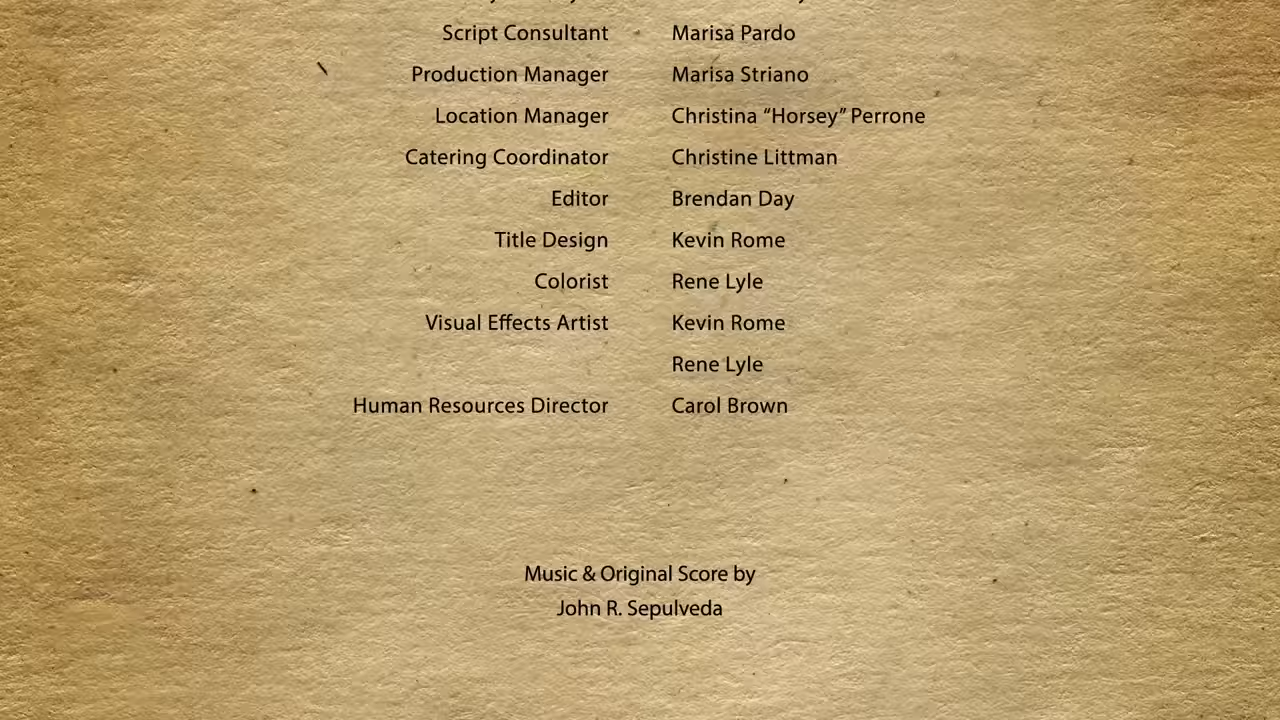 Script Consultant Marisa Pardo
Production Manager Marisa Striano
Location Manager Christina “Horsey” Perrone
Catering Coordinator Christine Littman
Editor Brendan Day
Title Design Kevin Rome
Colorist Rene Lyle
Visual Effects Artist Kevin Rome
Rene Lyle
Human Resources Director Carol Brown
Music & Original Score by
John R. Sepulveda